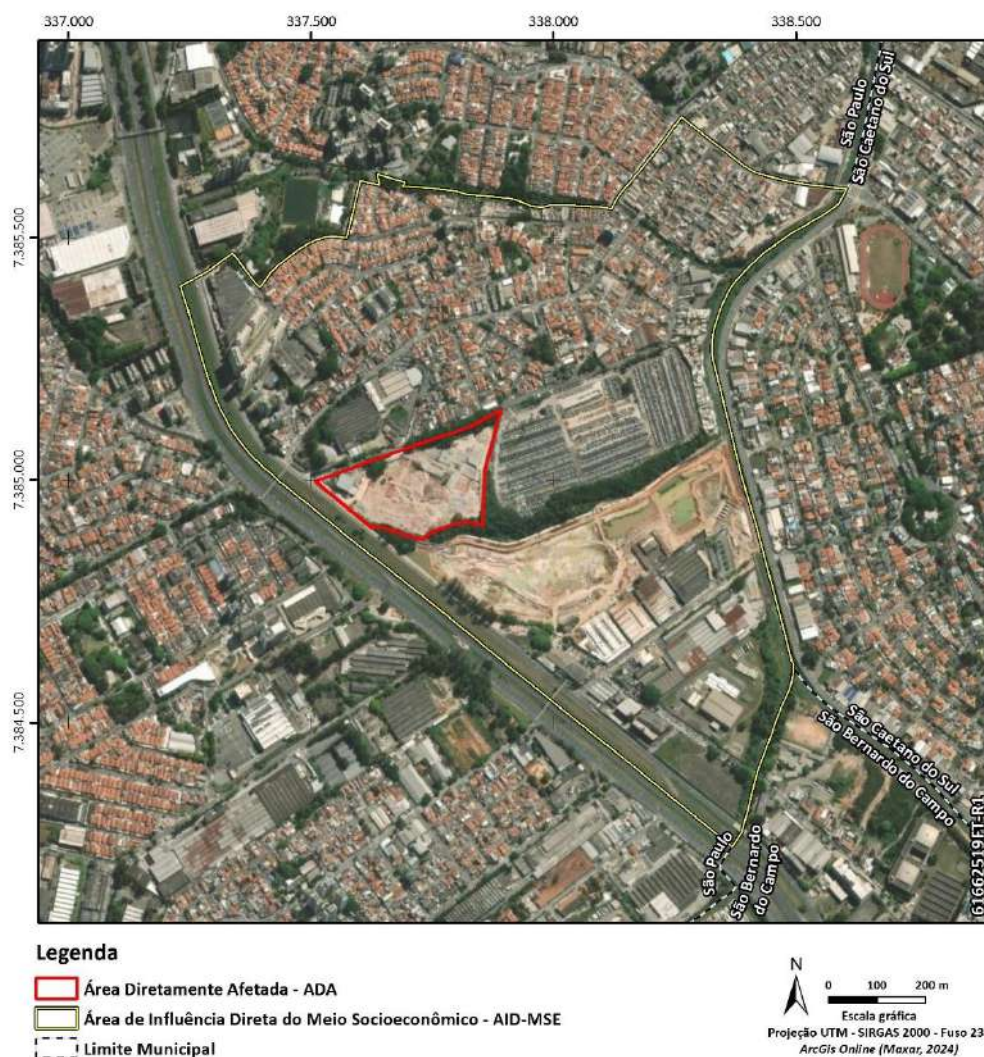 337.000
337.500
338.000
338.500
7.385.500
7.385.000
7.384.500
São Paulo
São Caetano do Sul
São Caetano do Sul
São Bernardo do Campo
São Paulo
São Bernardo
do Campo
61662519FT-R1
Legenda
Área Diretamente Afetada - ADA
Área de Influência Direta do Meio Socioeconômico - AID-MSE
Limite Municipal
N
0 100 200 m
Escala gráfica
Projeção UTM - SIRGAS 2000 - Fuso 23
ArcGis Online (Maxar, 2024)